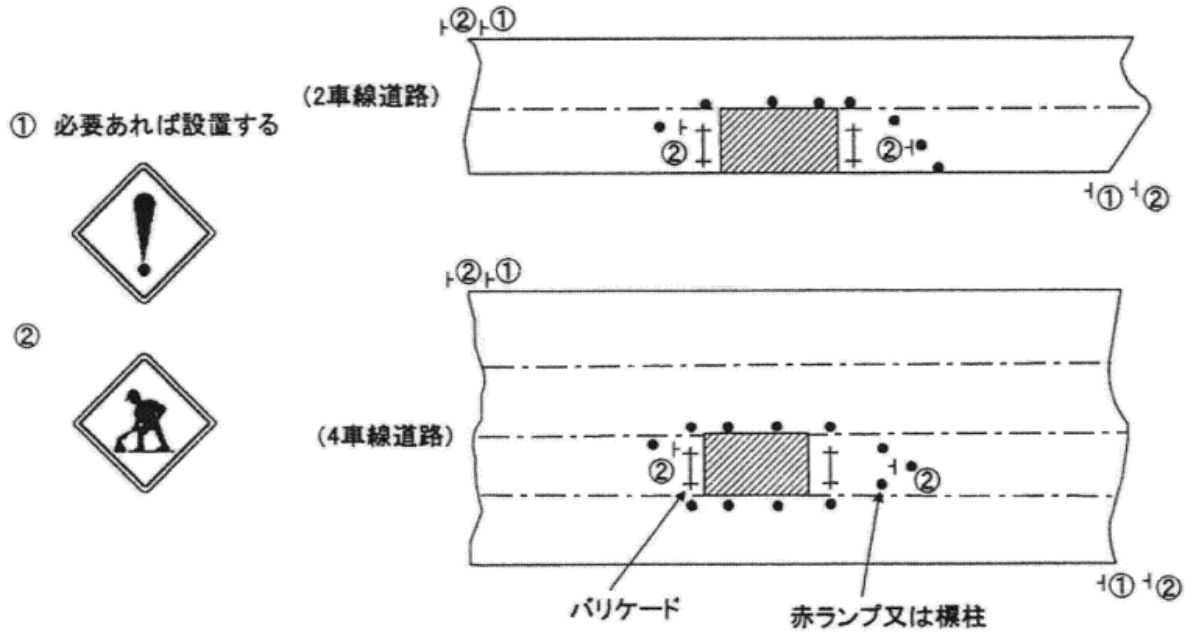 ②①
(2車線道路)
① 必要あれば設置する
②
②
①②
②①
②
(4車線道路)
②
②
①②
バリケード
赤ランプ又は標柱